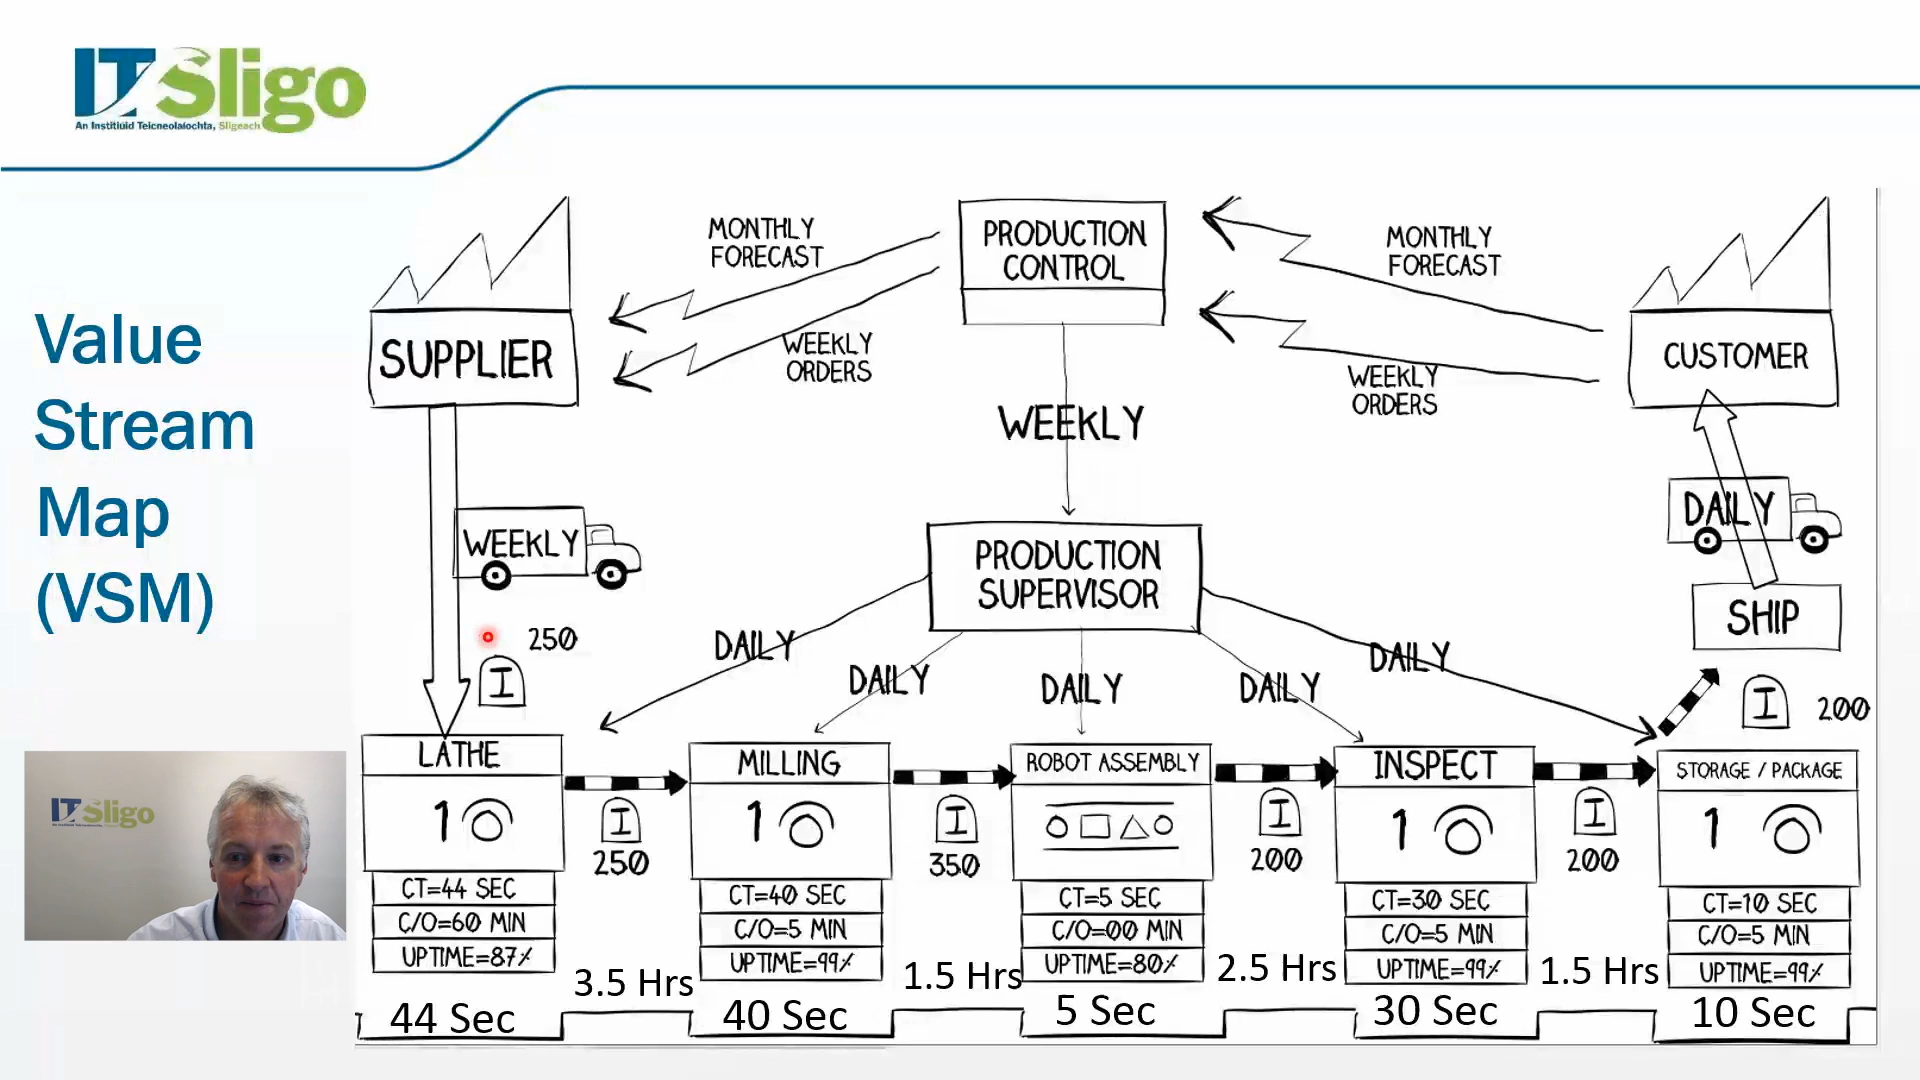 ITSligo
An Institiúid Teicneolaíochta, Sligeach
Value
Stream
Map
(VSM)
MONTHLY
FORECAST
WEEKLY
ORDERS
PRODUCTION
CONTROL
MONTHLY
FORECAST
WEEKLY
ORDERS
SUPPLIER
CUSTOMER
WEEKLY
WEEKLY
DAILY
PRODUCTION
SUPERVISOR
SHIP
250
I
DAILY
DAILY
DAILY
DAILY
DAILY
I
200
LATHE
1
CT=44 SEC
C/O=60 MIN
UPTIME=87%
44 Sec
I
250
3.5 Hrs
MILLING
1
CT=40 SEC
C/O=5 MIN
UPTIME=99%
40 Sec
I
350
1.5 Hrs
ROBOT ASSEMBLY
CT=5 SEC
C/O=00 MIN
UPTIME=80%
5 Sec
I
200
2.5 Hrs
INSPECT
1
CT=30 SEC
C/O=5 MIN
UPTIME=99%
30 Sec
I
200
1.5 Hrs
STORAGE / PACKAGE
1
CT=10 SEC
C/O=5 MIN
UPTIME=99%
10 Sec
ITSligo